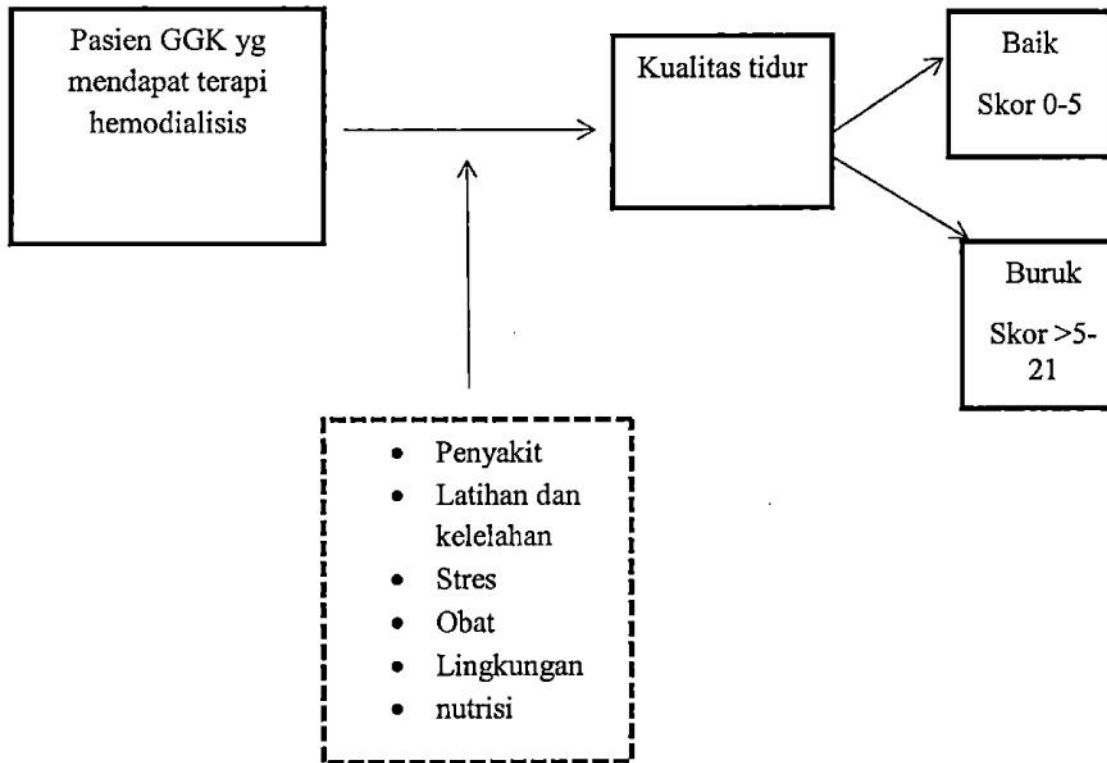 Pasien GGK yg
mendapat terapi
hemodialisis
Kualitas tidur
Baik
Skor 0-5
Buruk
Skor >5-
21
• Penyakit
• Latihan dan
kelelahan
• Stres
• Obat
• Lingkungan
• nutrisi